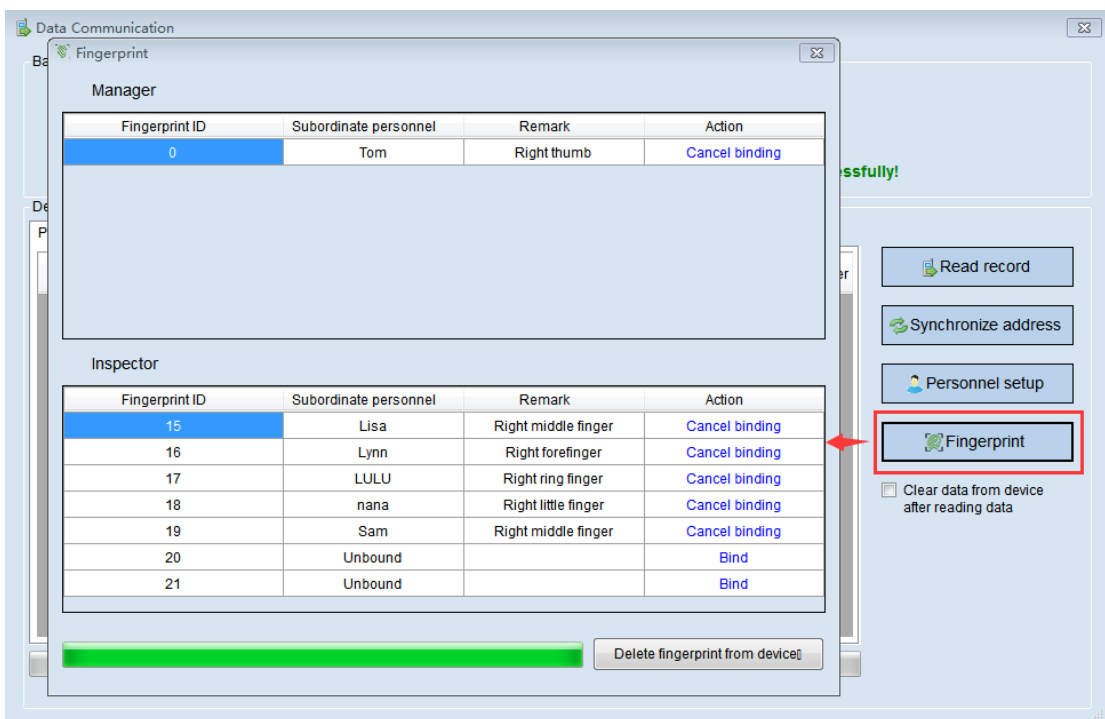 Data Communication
Ba
Fingerprint
Manager
Fingerprint ID Subordinate personnel Remark Action
0 Tom Right thumb Cancel binding
ssfully!
De
P
er
Read record
Synchronize address
Inspector
Personnel setup
Fingerprint ID Subordinate personnel Remark Action
15 Lisa Right middle finger Cancel binding
Fingerprint
16 Lynn Right forefinger Cancel binding
17 LULU Right ring finger Cancel binding
Clear data from device
after reading data
18 nana Right little finger Cancel binding
19 Sam Right middle finger Cancel binding
20 Unbound Bind
21 Unbound Bind
Delete fingerprint from device